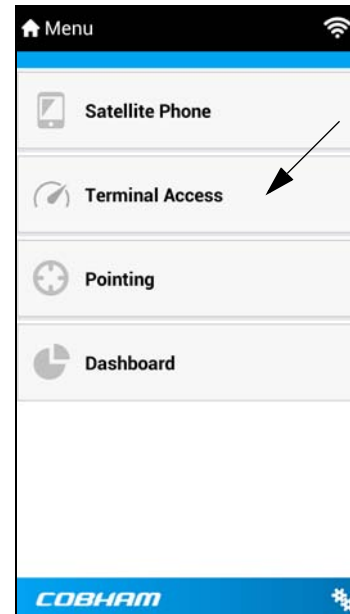 Menu
Satellite Phone
Terminal Access
Pointing
Dashboard
COBHAM